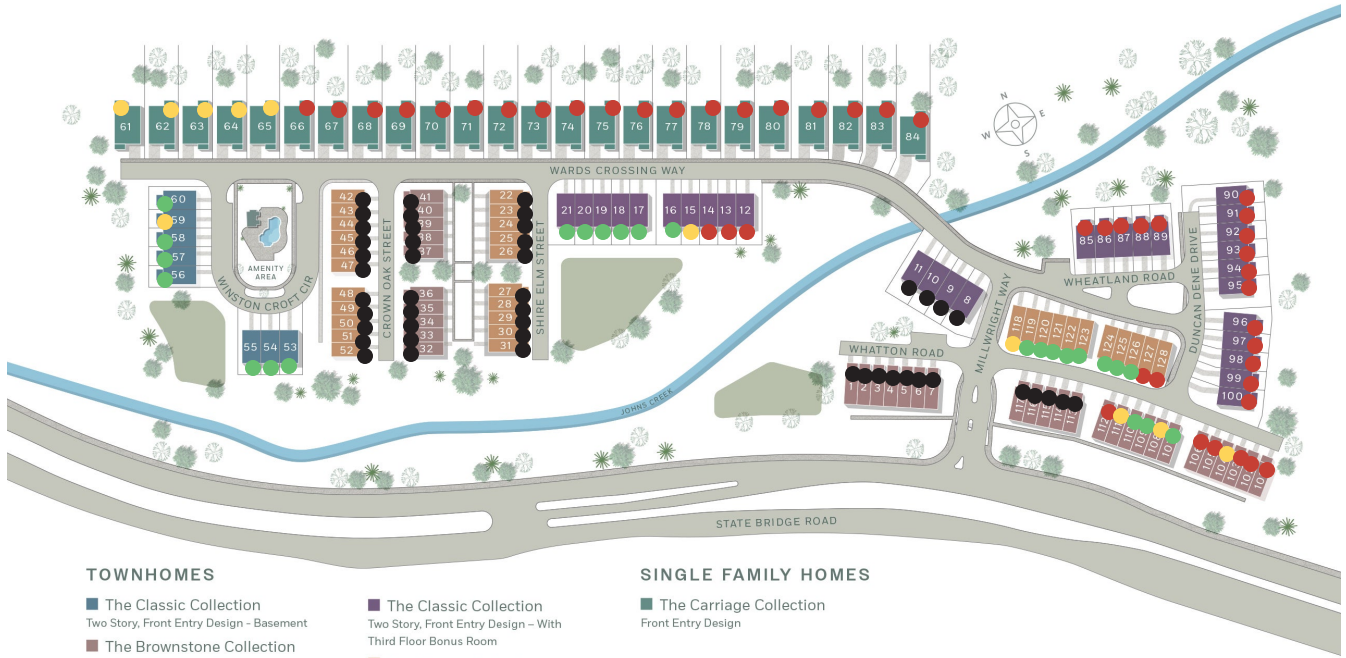 61 62 63 64 65 66 67 68 69 70 71 72 73 74 75 76 77 78 79 80 81 82 83 84
N
E
S
W
WARDS CROSSING WAY
60
59
58
57
56
AMENITY
AREA
WINSTON CROFT CIR
55 54 53
42
43
44
45
46
47
48
49
50
51
52
CROWN OAK STREET
41
40
39
38
37
36
35
34
33
32
22
23
24
25
26
27
28
29
30
31
SHIRE ELM STREET
21 20 19 18 17
16 15 14 13 12
11 10 9 8
MILLWRIGHT WAY
WHATTON ROAD
1 2 3 4 5 6 7
85 86 87 88 89
WHEATLAND ROAD
DUNCAN DENE DRIVE
90
91
92
93
94
95
96
97
98
99
100
118 119 120 121 122 123
124 125 126 127 128
JOHNS CREEK
STATE BRIDGE ROAD
TOWNHOMES
The Classic Collection
Two Story, Front Entry Design - Basement
The Brownstone Collection
The Classic Collection
Two Story, Front Entry Design – With
Third Floor Bonus Room
SINGLE FAMILY HOMES
The Carriage Collection
Front Entry Design